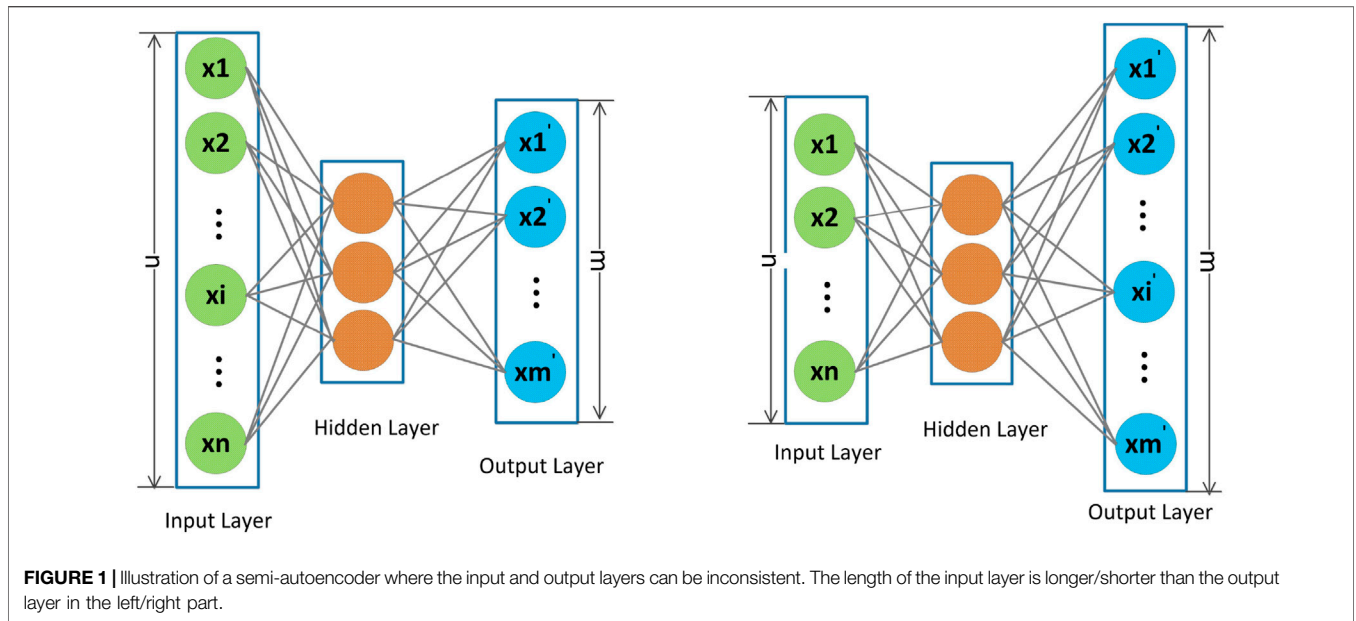 x1
x2
⋮
xi
⋮
xn
n
Input Layer
Hidden Layer
x1'
x2'
⋮
xm'
m
Output Layer
x1
x2
⋮
xn
n
Input Layer
Hidden Layer
x1'
x2'
⋮
xi'
⋮
xm'
m
Output Layer
FIGURE 1 | Illustration of a semi-autoencoder where the input and output layers can be inconsistent. The length of the input layer is longer/shorter than the output
layer in the left/right part.